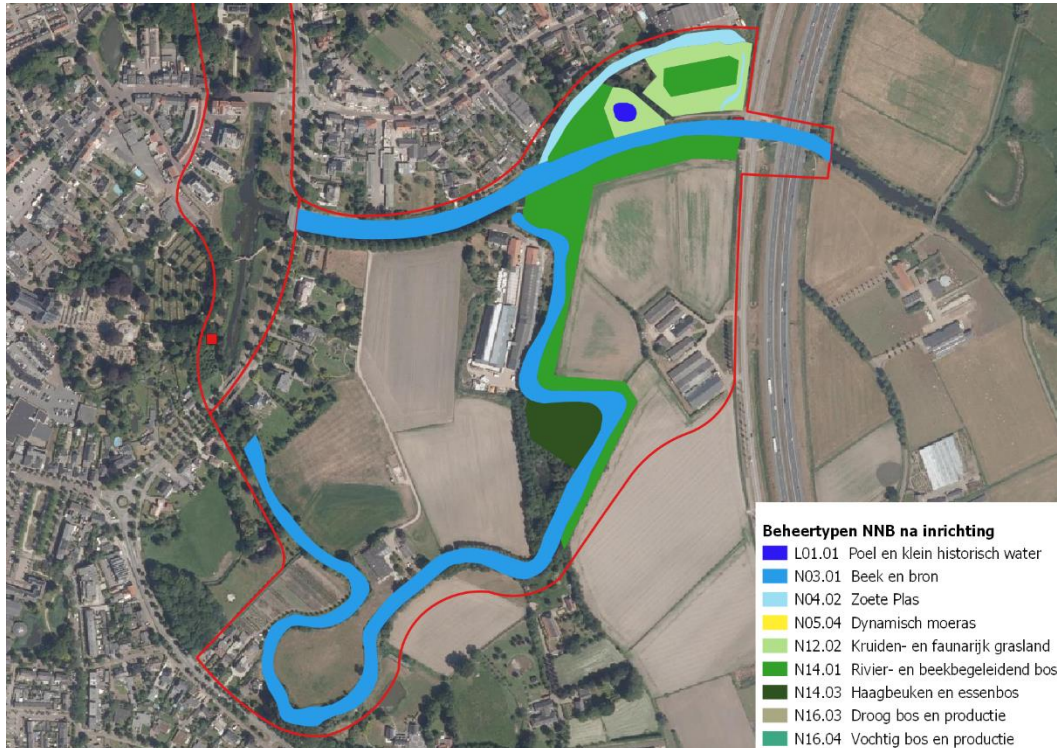 Beheertypen NNB na inrichting
L01.01 Poel en klein historisch water
N03.01 Beek en bron
N04.02 Zoete Plas
N05.04 Dynamisch moeras
N12.02 Kruiden- en faunarijk grasland
N14.01 Rivier- en beekbegeleidend bos
N14.03 Haagbeuken en essenbos
N16.03 Droog bos en productie
N16.04 Vochtig bos en productie